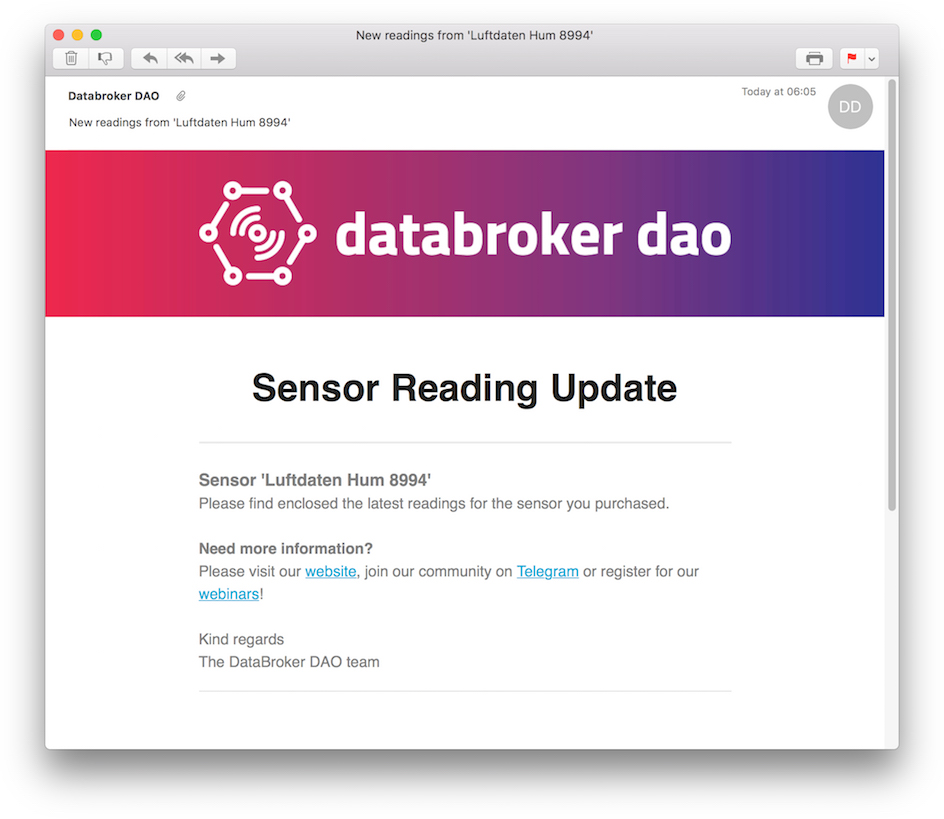 New readings from 'Luftdaten Hum 8994'
Databroker DAO
Today at 06:05
DD
New readings from 'Luftdaten Hum 8994'
databroker dao
Sensor Reading Update
Sensor 'Luftdaten Hum 8994'
Please find enclosed the latest readings for the sensor you purchased.
Need more information?
Please visit our website, join our community on Telegram or register for our
webinars!
Kind regards
The DataBroker DAO team